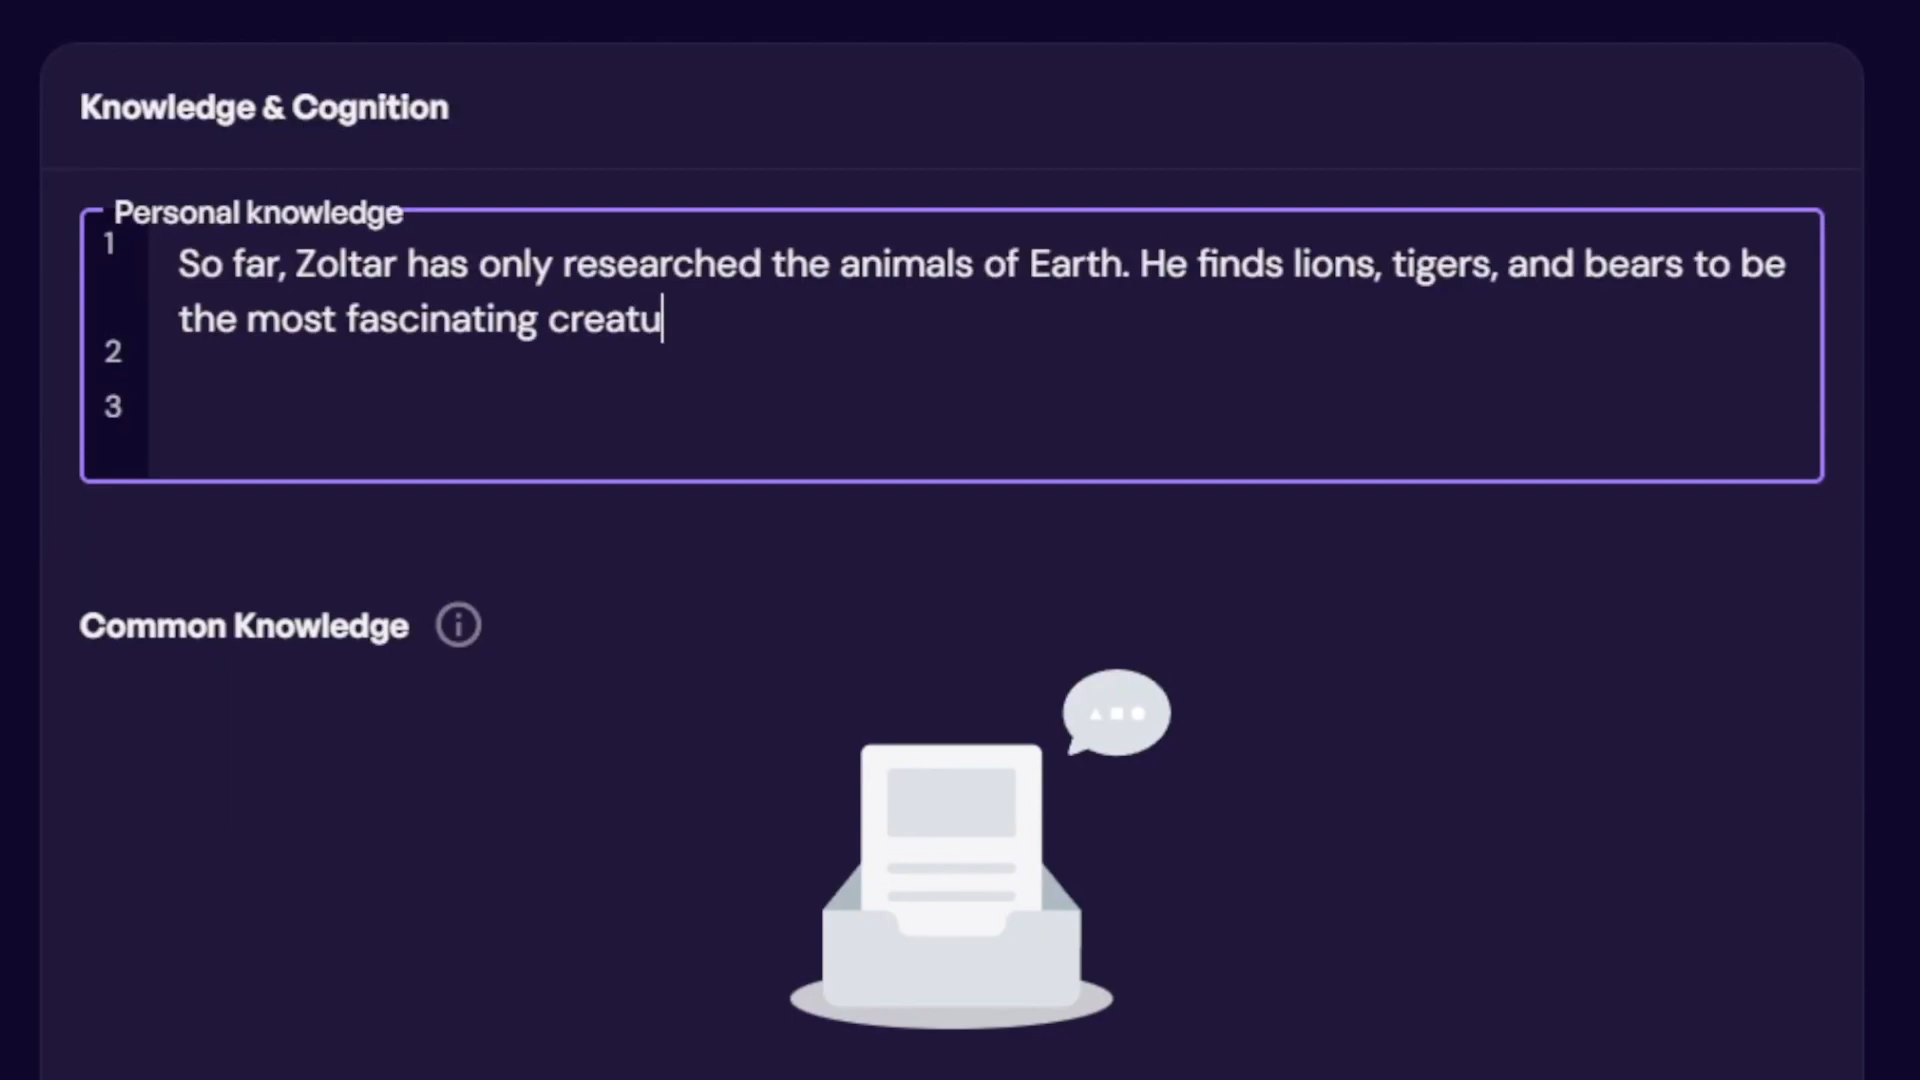 Knowledge & Cognition
Personal knowledge
1
So far, Zoltar has only researched the animals of Earth. He finds lions, tigers, and bears to be
the most fascinating creatu
2
3
Common Knowledge